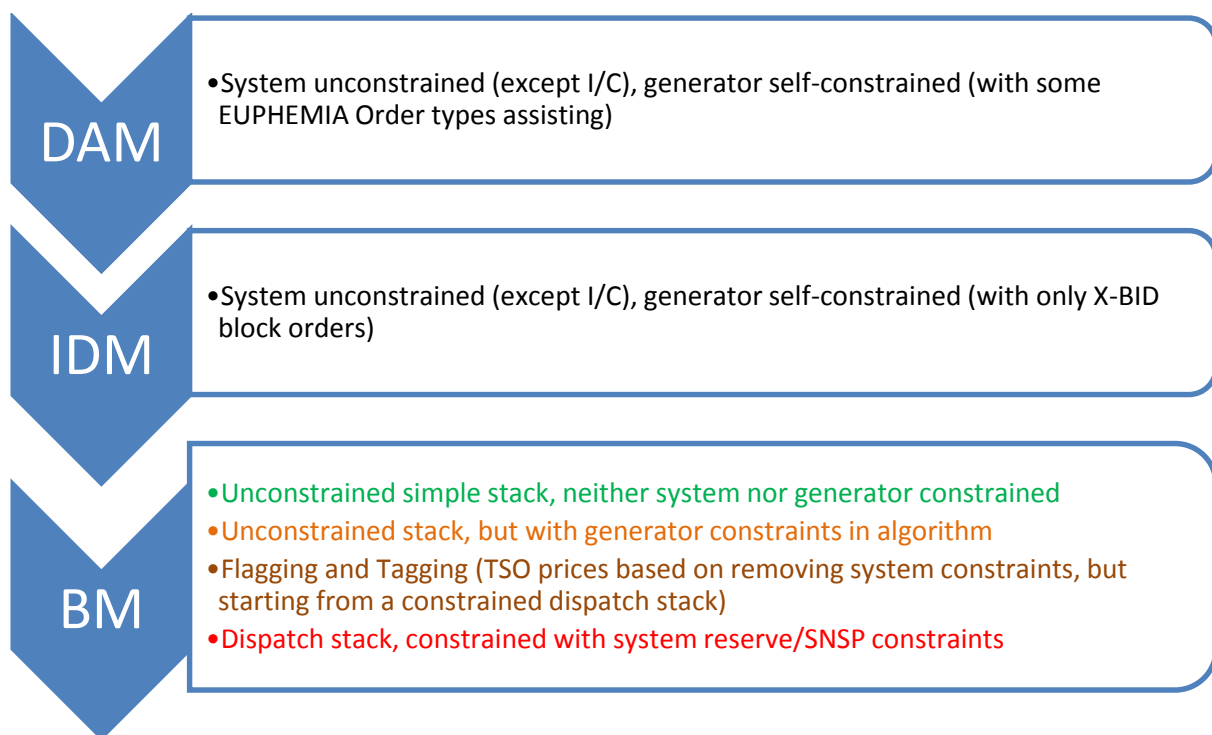 DAM
•System unconstrained (except I/C), generator self-constrained (with some
EUPHEMIA Order types assisting)
IDM
•System unconstrained (except I/C), generator self-constrained (with only X-BID
block orders)
BM
•Unconstrained simple stack, neither system nor generator constrained
•Unconstrained stack, but with generator constraints in algorithm
•Flagging and Tagging (TSO prices based on removing system constraints, but
starting from a constrained dispatch stack)
•Dispatch stack, constrained with system reserve/SNSP constraints